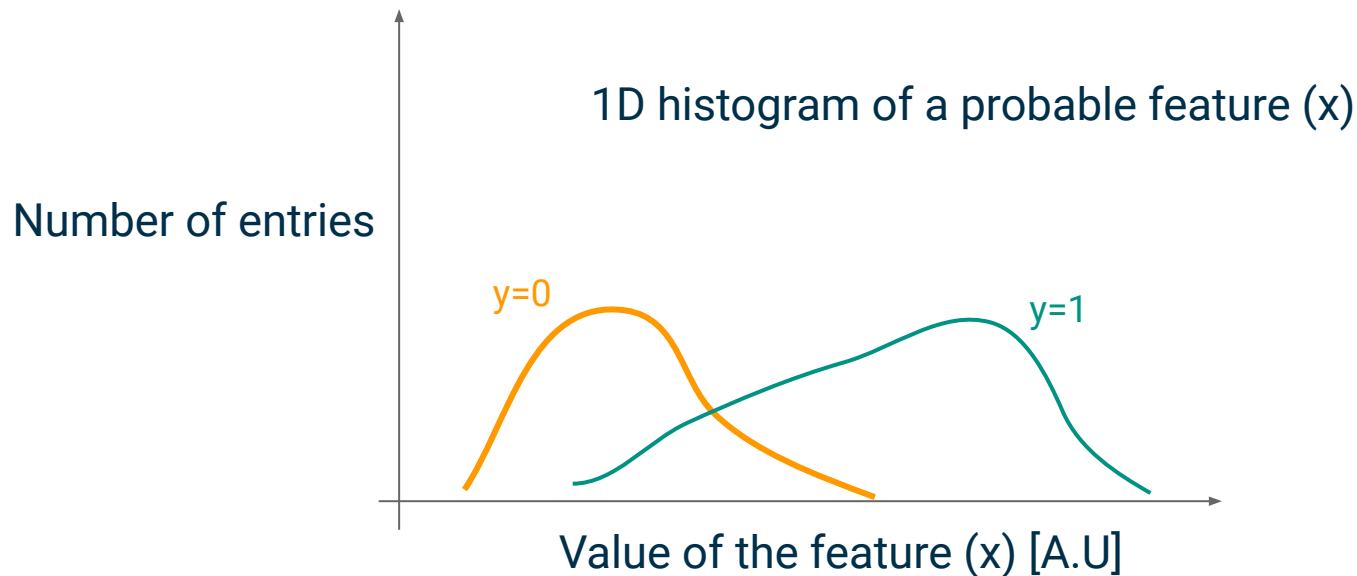 1D histogram of a probable feature (x)
Number of entries
y=0
y=1
Value of the feature (x) [A.U]